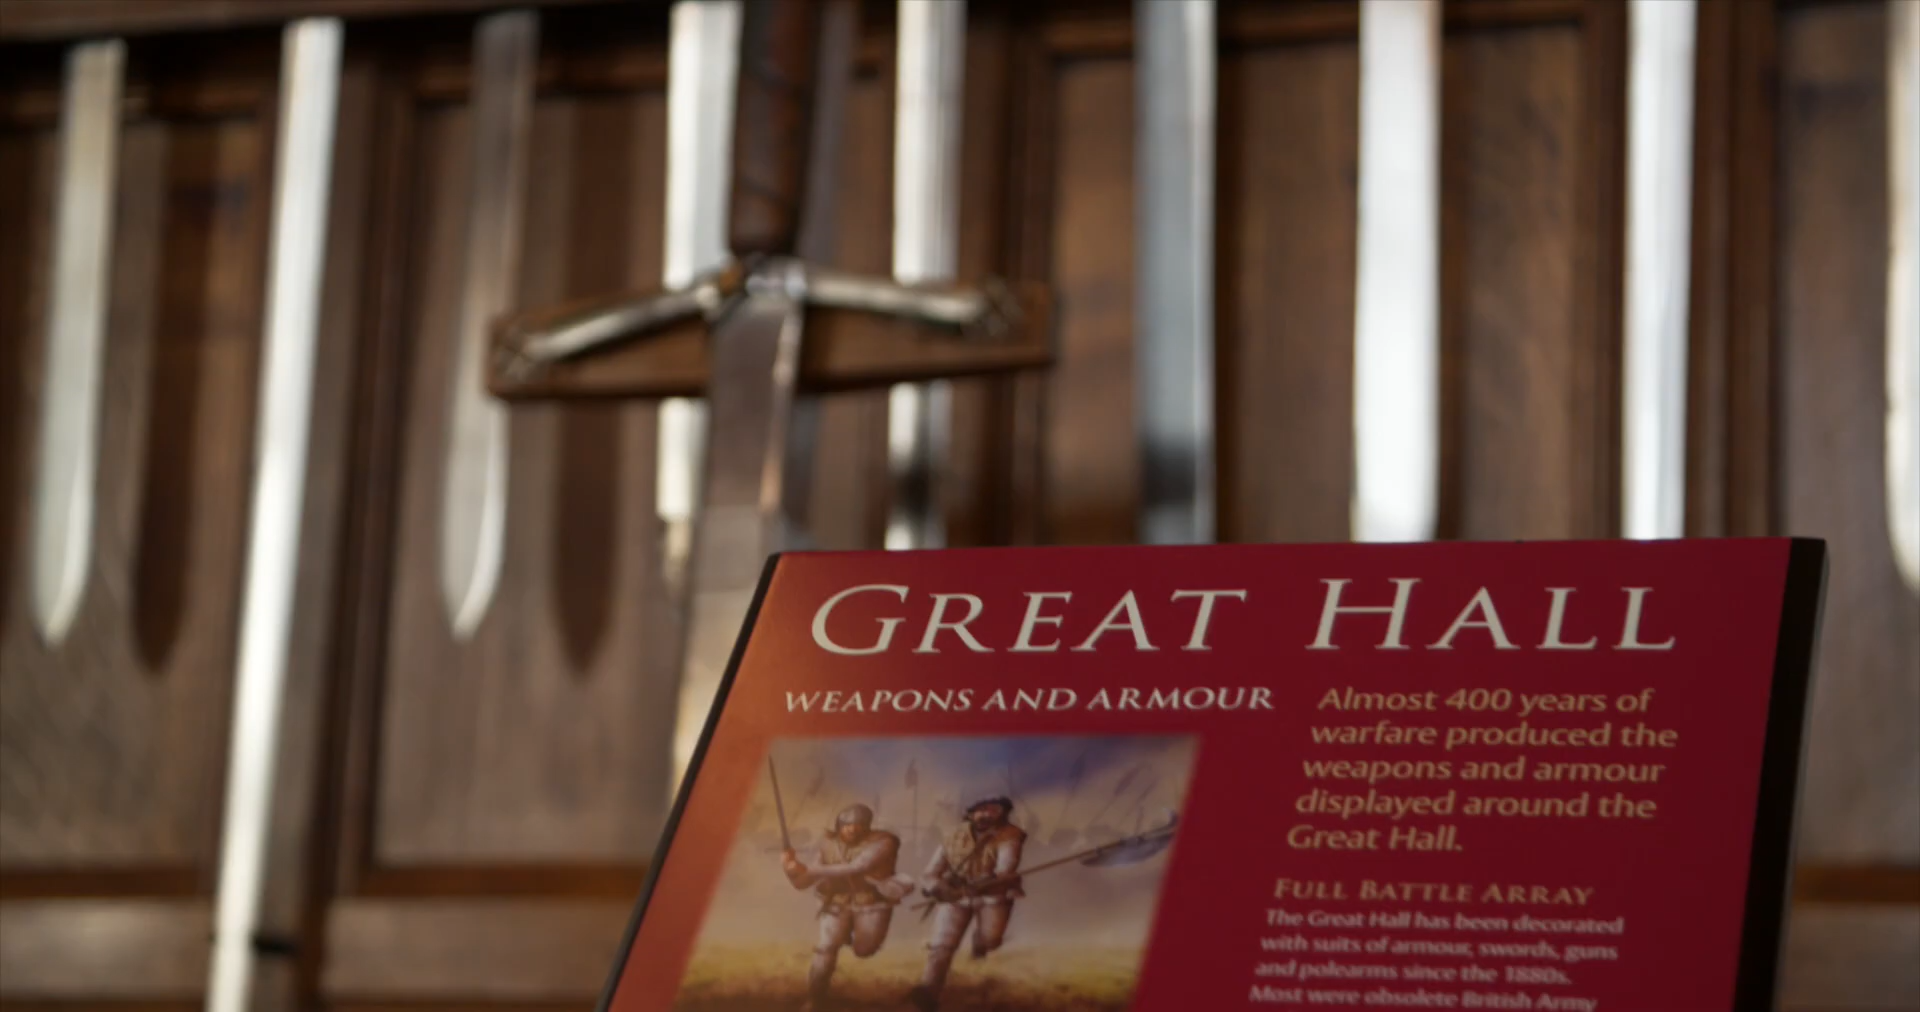 GREAT HALL
WEAPONS AND ARMOUR
Almost 400 years of
warfare produced the
weapons and armour
displayed around the
Great Hall.
FULL BATTLE ARRAY
The Great Hall has been decorated
with suits of armour, swords, guns
and polearms since the 1880s.
Most were obsolete British Army